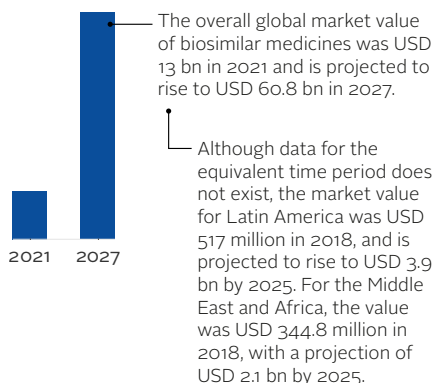 The overall global market value
of biosimilar medicines was USD
13 bn in 2021 and is projected to
rise to USD 60.8 bn in 2027.
Although data for the
equivalent time period does
not exist, the market value
for Latin America was USD
517 million in 2018, and is
projected to rise to USD 3.9
bn by 2025. For the Middle
East and Africa, the value
was USD 344.8 million in
2018, with a projection of
USD 2.1 bn by 2025.
2021 2027